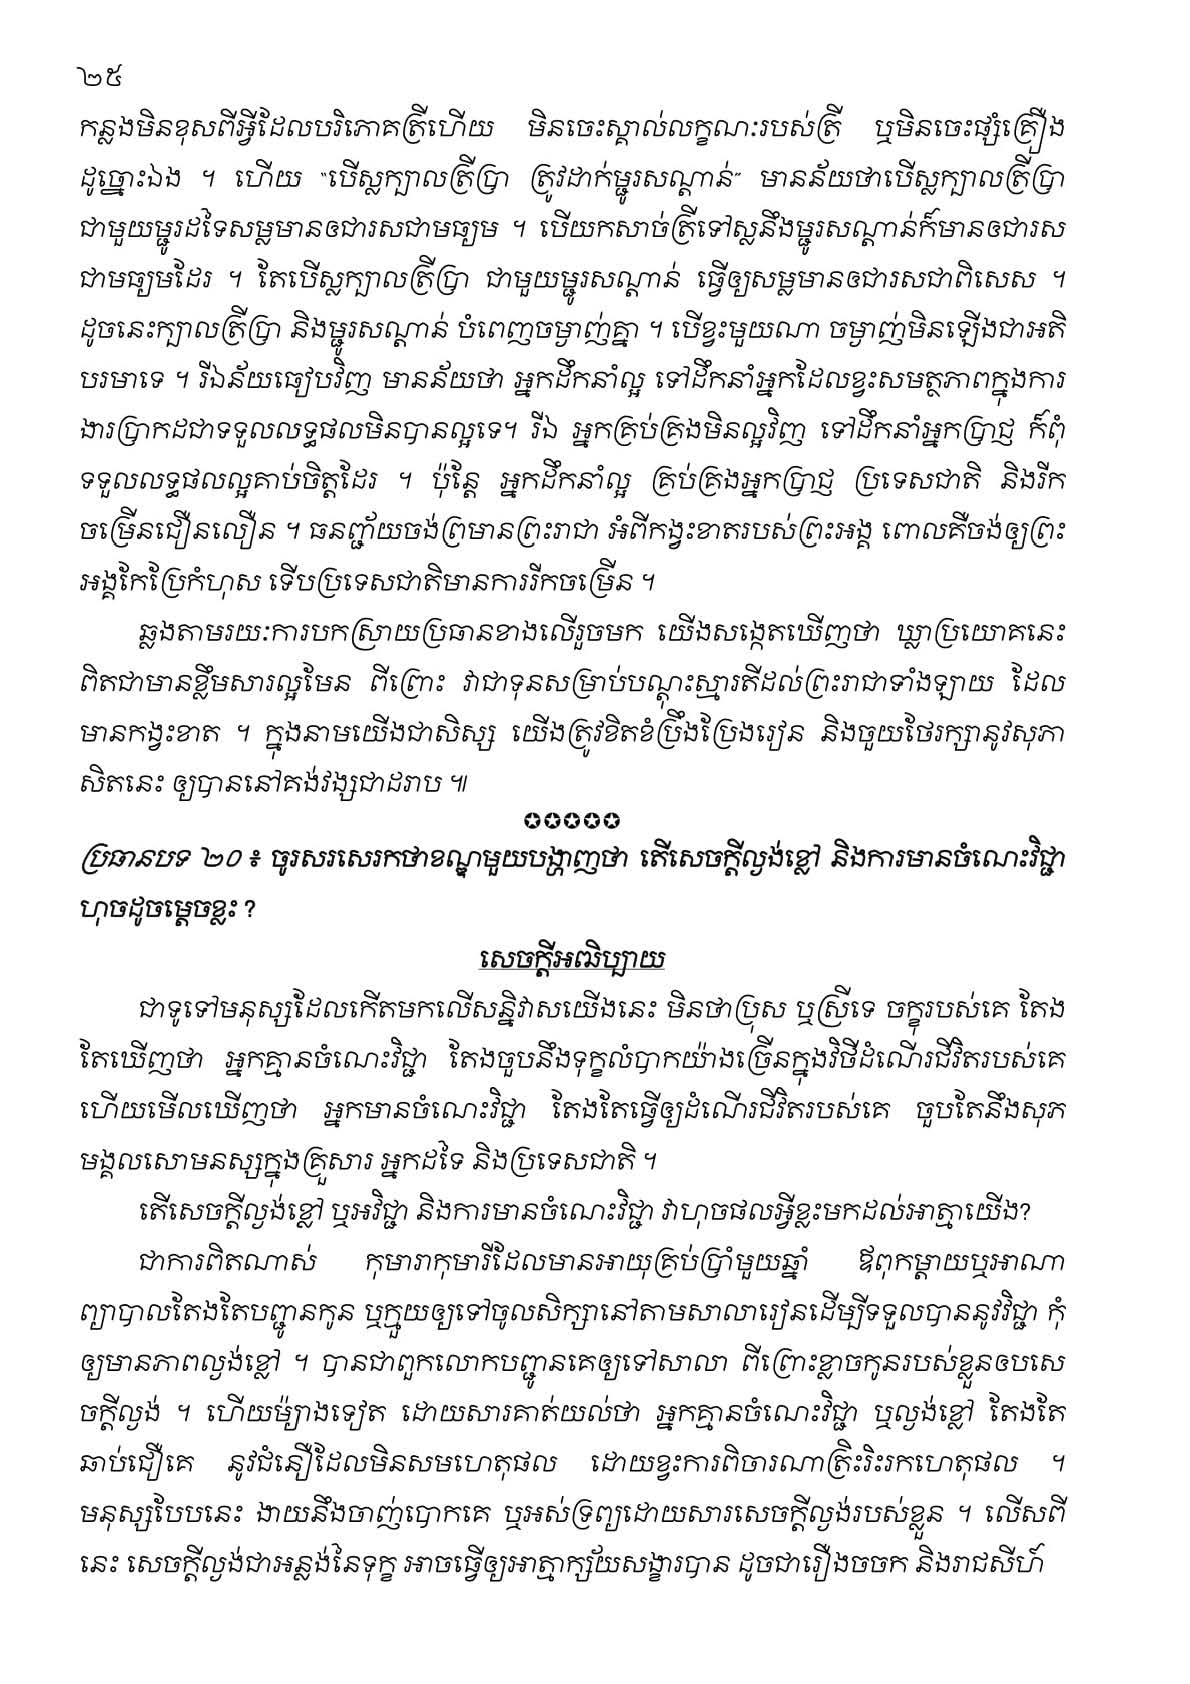 ២៥
កន្លងមិនខុសពីអ្វីដែលបរិភោគត្រីហើយ មិនចេះស្គាល់លក្ខណៈរបស់ត្រី ឬមិនចេះផ្សំគ្រឿង
ដូច្នោះឯង ។ ហើយ "បើស្លក្បាលត្រីប្រា ត្រូវដាក់ម្ជូរសណ្ដាន់" មានន័យថាបើស្លក្បាលត្រីប្រា
ជាមួយម្ជូរដទៃសម្លមានឲជារសជាមធ្យម ។ បើយកសាច់ត្រីទៅស្លនឹងម្ជូរសណ្ដាន់ក៏មានឲជារស
ជាមធ្យមដែរ ។ តែបើស្លក្បាលត្រីប្រា ជាមួយម្ជូរសណ្ដាន់ ធ្វើឲ្យសម្លមានឲជារសជាពិសេស ។
ដូចនេះក្បាលត្រីប្រា និងម្ជូរសណ្ដាន់ បំពេញចម្ងាញ់គ្នា ។ បើខ្វះមួយណា ចម្ងាញ់មិនឡើងជាអតិ
បរមាទេ ។ រីឯន័យធៀបវិញ មានន័យថា អ្នកដឹកនាំល្អ ទៅដឹកនាំអ្នកដែលខ្វះសមត្ថភាពក្នុងការ
ងារប្រាកដជាទទួលលទ្ធផលមិនបានល្អទេ។ រីឯ អ្នកគ្រប់គ្រងមិនល្អវិញ ទៅដឹកនាំអ្នកប្រាជ្ញ ក៏ពុំ
ទទួលលទ្ធផលល្អគាប់ចិត្តដែរ ។ ប៉ុន្តែ អ្នកដឹកនាំល្អ គ្រប់គ្រងអ្នកប្រាជ្ញ ប្រទេសជាតិ និងរីក
ចម្រើនជឿនលឿន ។ ធនញ្ជ័យចង់ព្រមានព្រះរាជា អំពីកង្វះខាតរបស់ព្រះអង្គ ពោលគឺចង់ឲ្យព្រះ
អង្គកែប្រែកំហុស ទើបប្រទេសជាតិមានការរីកចម្រើន ។
ឆ្លងតាមរយៈការបកស្រាយប្រធានខាងលើរួចមក យើងសង្កេតឃើញថា ឃ្លាប្រយោគនេះ
ពិតជាមានខ្លឹមសារល្អមែន ពីព្រោះ វាជាទុនសម្រាប់បណ្ដុះស្មារតីដល់ព្រះរាជាទាំងឡាយ ដែល
មានកង្វះខាត ។ ក្នុងនាមយើងជាសិស្ស យើងត្រូវខិតខំប្រឹងប្រែងរៀន និងចួយថែរក្សានូវសុភា
សិតនេះ ឲ្យបាននៅគង់វង្សជាដរាប ៕
✪✪✪✪✪
ប្រធានបទ ២០ ៖ ចូរសរសេរកថាខណ្ឌមួយបង្ហាញថា តើសេចក្ដីល្ងង់ខ្លៅ និងការមានចំណេះវិជ្ជា
ហុចដូចម្ដេចខ្លះ ?
សេចក្ដីអធិប្បាយ
ជាទូទៅមនុស្សដែលកើតមកលើសន្និវាសយើងនេះ មិនថាប្រុស ឬស្រីទេ ចក្ខុរបស់គេ តែង
តែឃើញថា អ្នកគ្មានចំណេះវិជ្ជា តែងចួបនឹងទុក្ខលំបាកយ៉ាងច្រើនក្នុងវិថីដំណើរជីវិតរបស់គេ
ហើយមើលឃើញថា អ្នកមានចំណេះវិជ្ជា តែងតែធ្វើឲ្យដំណើរជីវិតរបស់គេ ចួបតែនឹងសុភ
មង្គលសោមនស្សក្នុងគ្រួសារ អ្នកដទៃ និងប្រទេសជាតិ ។
តើសេចក្ដីល្ងង់ខ្លៅ ឬអវិជ្ជា និងការមានចំណេះវិជ្ជា វាហុចផលអ្វីខ្លះមកដល់អាត្មាយើង?
ជាការពិតណាស់ កុមារាកុមារីដែលមានអាយុគ្រប់ប្រាំមួយឆ្នាំ ឪពុកម្ដាយឬអាណា
ព្យាបាលតែងតែបញ្ជូនកូន ឬក្មួយឲ្យទៅចូលសិក្សានៅតាមសាលារៀនដើម្បីទទួលបាននូវវិជ្ជា កុំ
ឲ្យមានភាពល្ងង់ខ្លៅ ។ បានជាពួកលោកបញ្ជូនគេឲ្យទៅសាលា ពីព្រោះខ្លាចកូនរបស់ខ្លួនឲបសេ
ចក្ដីល្ងង់ ។ ហើយម៉្យាងទៀត ដោយសារគាត់យល់ថា អ្នកគ្មានចំណេះវិជ្ជា ឬល្ងង់ខ្លៅ តែងតែ
ឆាប់ជឿគេ នូវជំនឿដែលមិនសមហេតុផល ដោយខ្វះការពិចារណាត្រិះរិះរកហេតុផល ។
មនុស្សបែបនេះ ងាយនឹងចាញ់បោកគេ ឬអស់ទ្រព្យដោយសារសេចក្ដីល្ងង់របស់ខ្លួន ។ លើសពី
នេះ សេចក្ដីល្ងង់ជាអន្លង់នៃទុក្ខ អាចធ្វើឲ្យអាត្មាក្ស័យសង្ខារបាន ដូចជារឿងចចក និងរាជសីហ៍